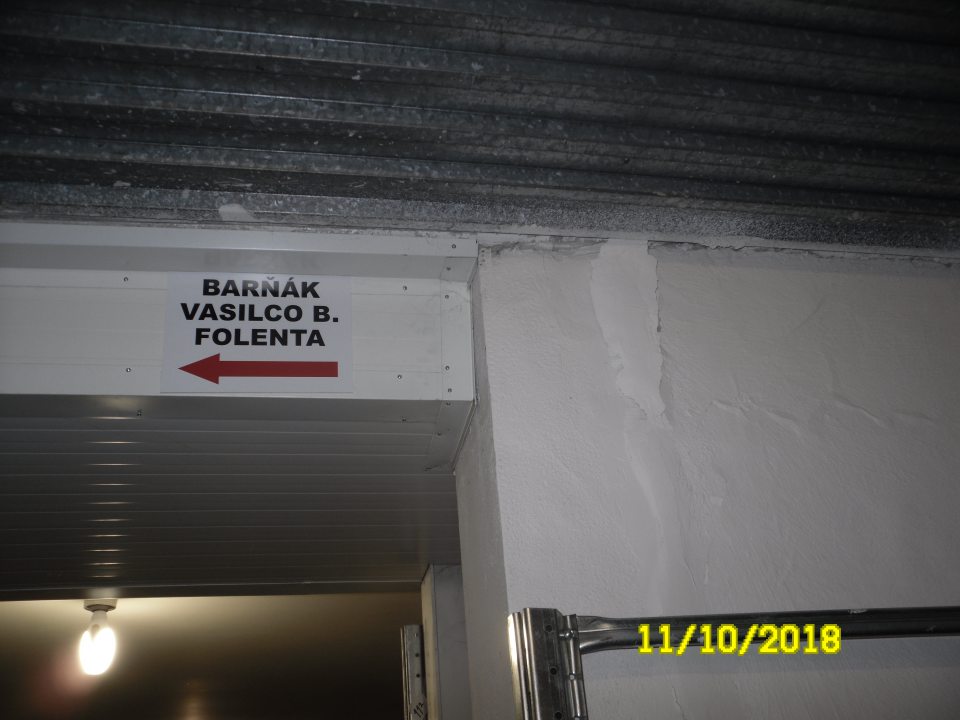 BARŇÁK
VASILCO B.
FOLENTA
11/10/2018